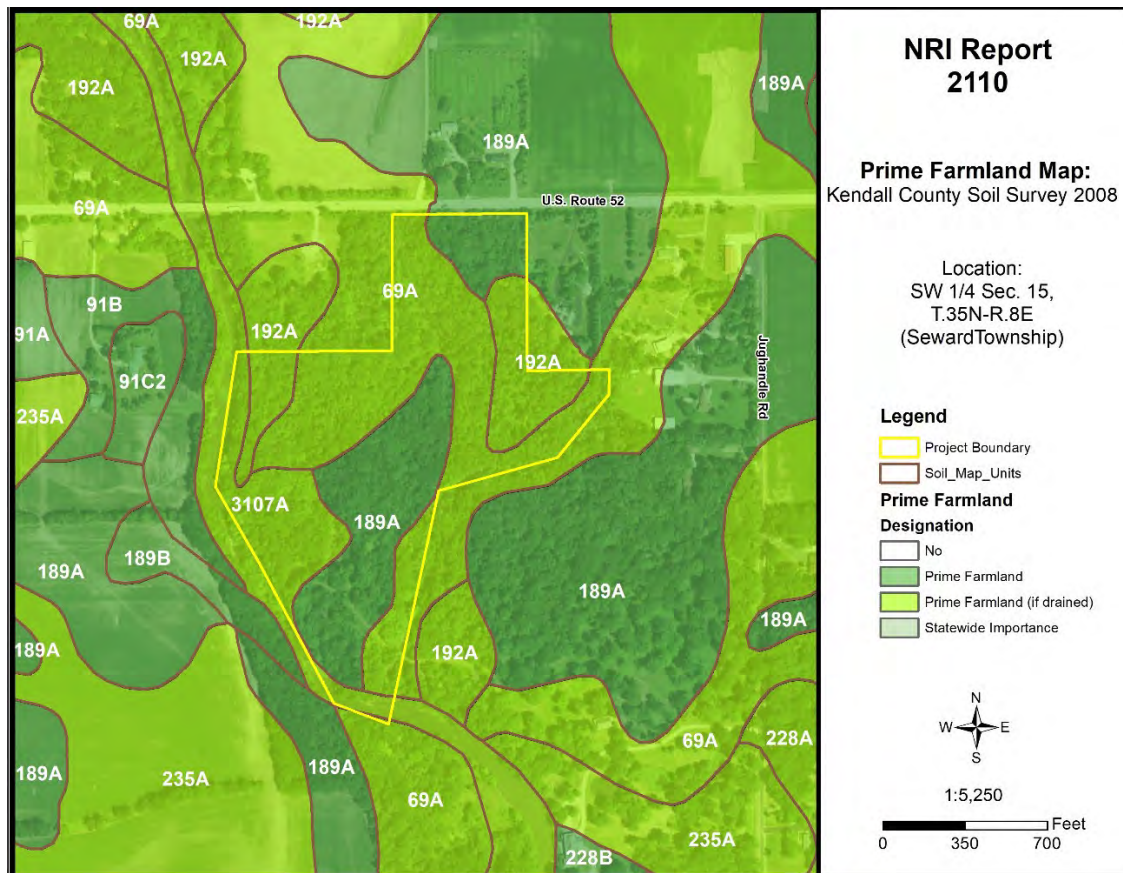 69A
192A
192A
192A
189A
189A
U.S. Route 52
69A
69A
91B
192A
91A
192A
91C2
Jughandle Rd
235A
3107A
189A
189B
189A
189A
189A
189A
192A
69A
228A
189A
235A
189A
69A
235A
228B
NRI Report
2110
Prime Farmland Map:
Kendall County Soil Survey 2008
Location:
SW 1/4 Sec. 15,
T.35N-R.8E
(SewardTownship)
Legend
Project Boundary
Soil_Map_Units
Prime Farmland
Designation
No
Prime Farmland
Prime Farmland (if drained)
Statewide Importance
N
W E
S
1:5,250
Feet
0 350 700